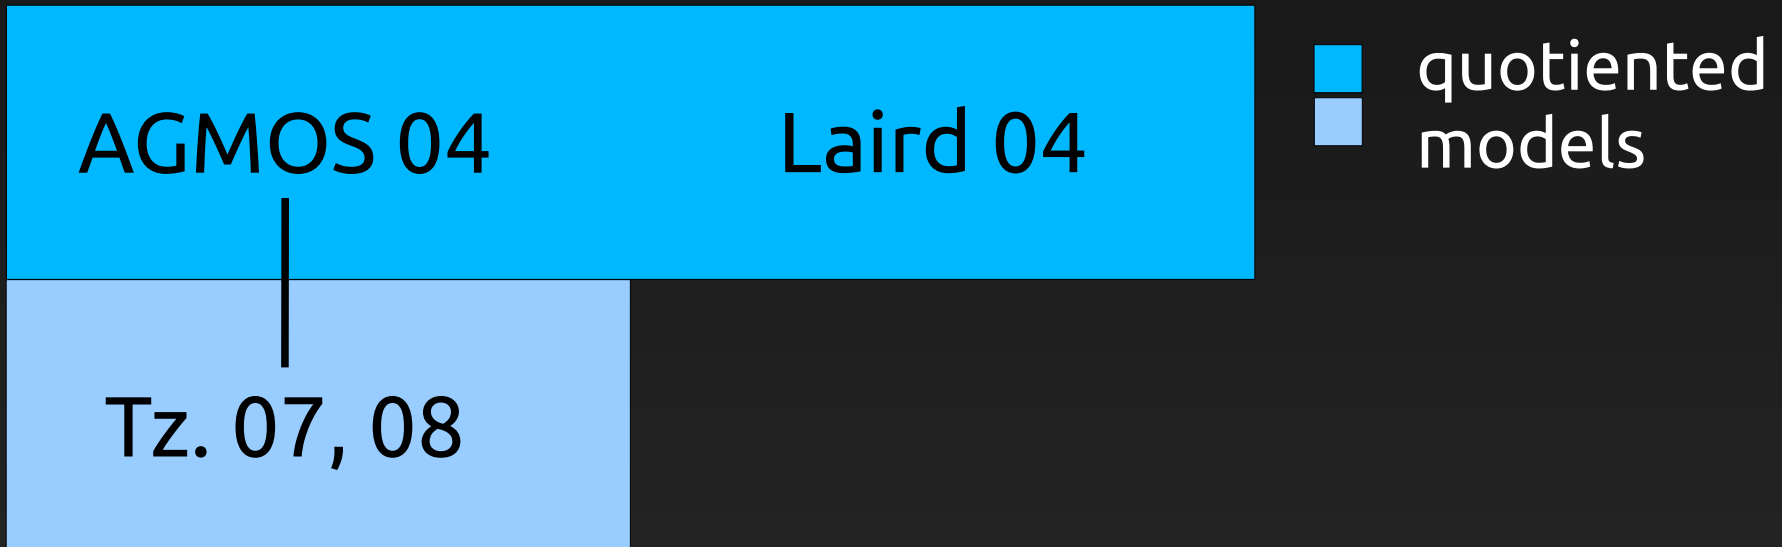 AGMOS 04
Laird 04
quotiented
models
Tz. 07, 08